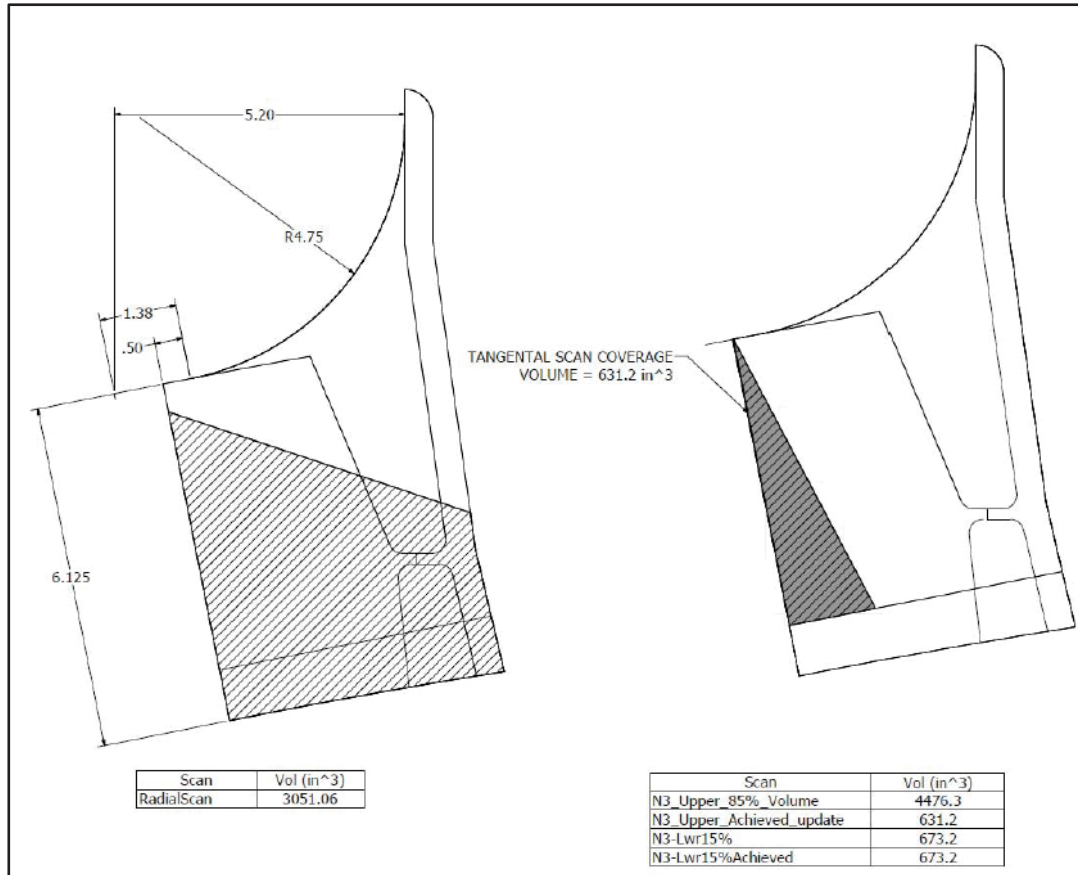 5.20
R4.75
1.38
.50
6.125
TANGENTAL SCAN COVERAGE
VOLUME = 631.2 in^3
Scan Vol (in^3)
RadialScan 3051.06
Scan Vol (in^3)
N3_Upper_85%_Volume 4476.3
N3_Upper_Achieved_update 631.2
N3-Lwr15% 673.2
N3-Lwr15%Achieved 673.2